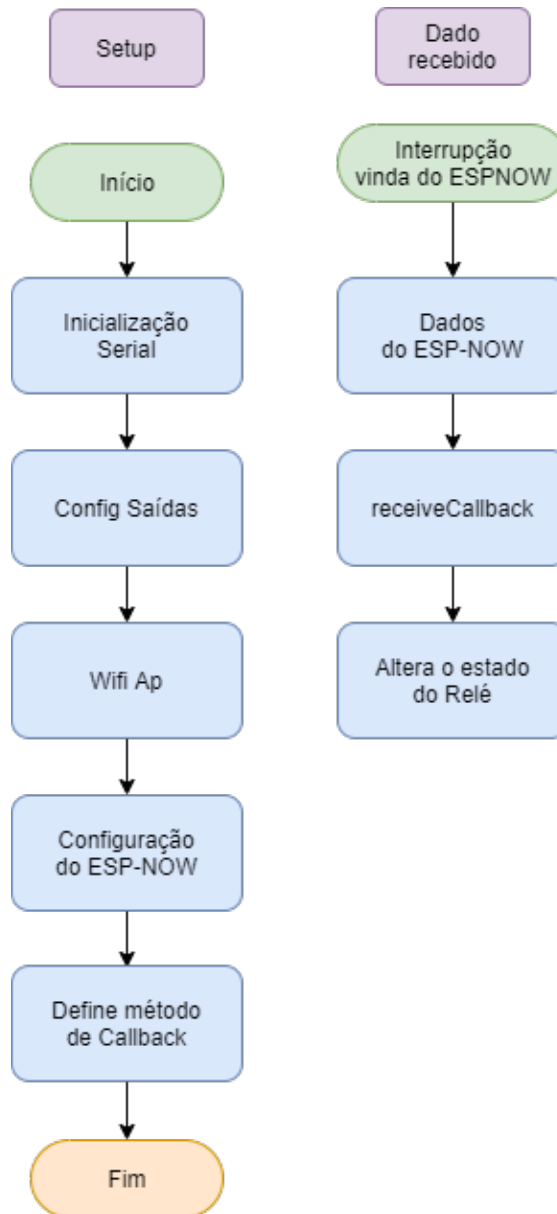 Setup
Início
Inicialização
Serial
Config Saídas
Wifi Ap
Configuração
do ESP-NOW
Define método
de Callback
Fim
Dado
recebido
Interrupção
vinda do ESPNOW
Dados
do ESP-NOW
receiveCallback
Altera o estado
do Relé